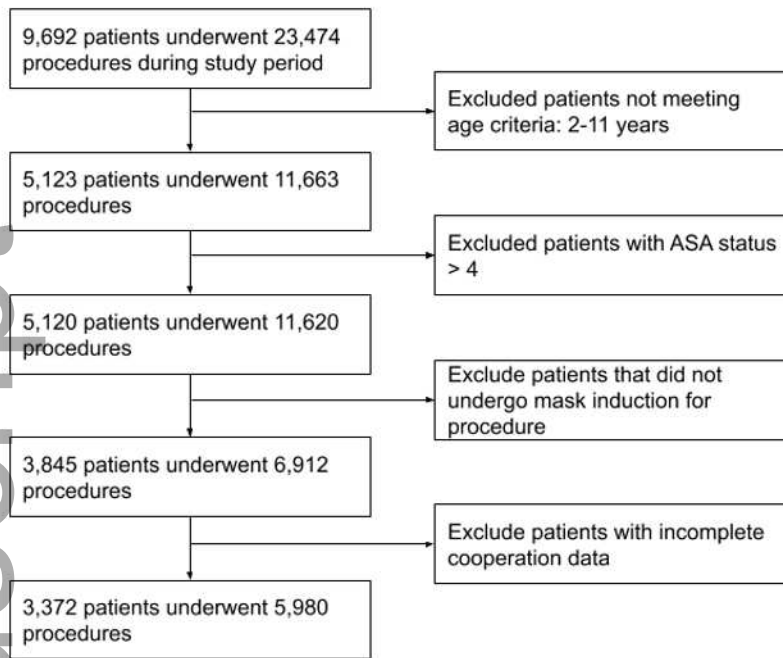 9,692 patients underwent 23,474
procedures during study period
Excluded patients not meeting
age criteria: 2-11 years
5,123 patients underwent 11,663
procedures
Excluded patients with ASA status
> 4
5,120 patients underwent 11,620
procedures
Exclude patients that did not
undergo mask induction for
procedure
3,845 patients underwent 6,912
procedures
Exclude patients with incomplete
cooperation data
3,372 patients underwent 5,980
procedures